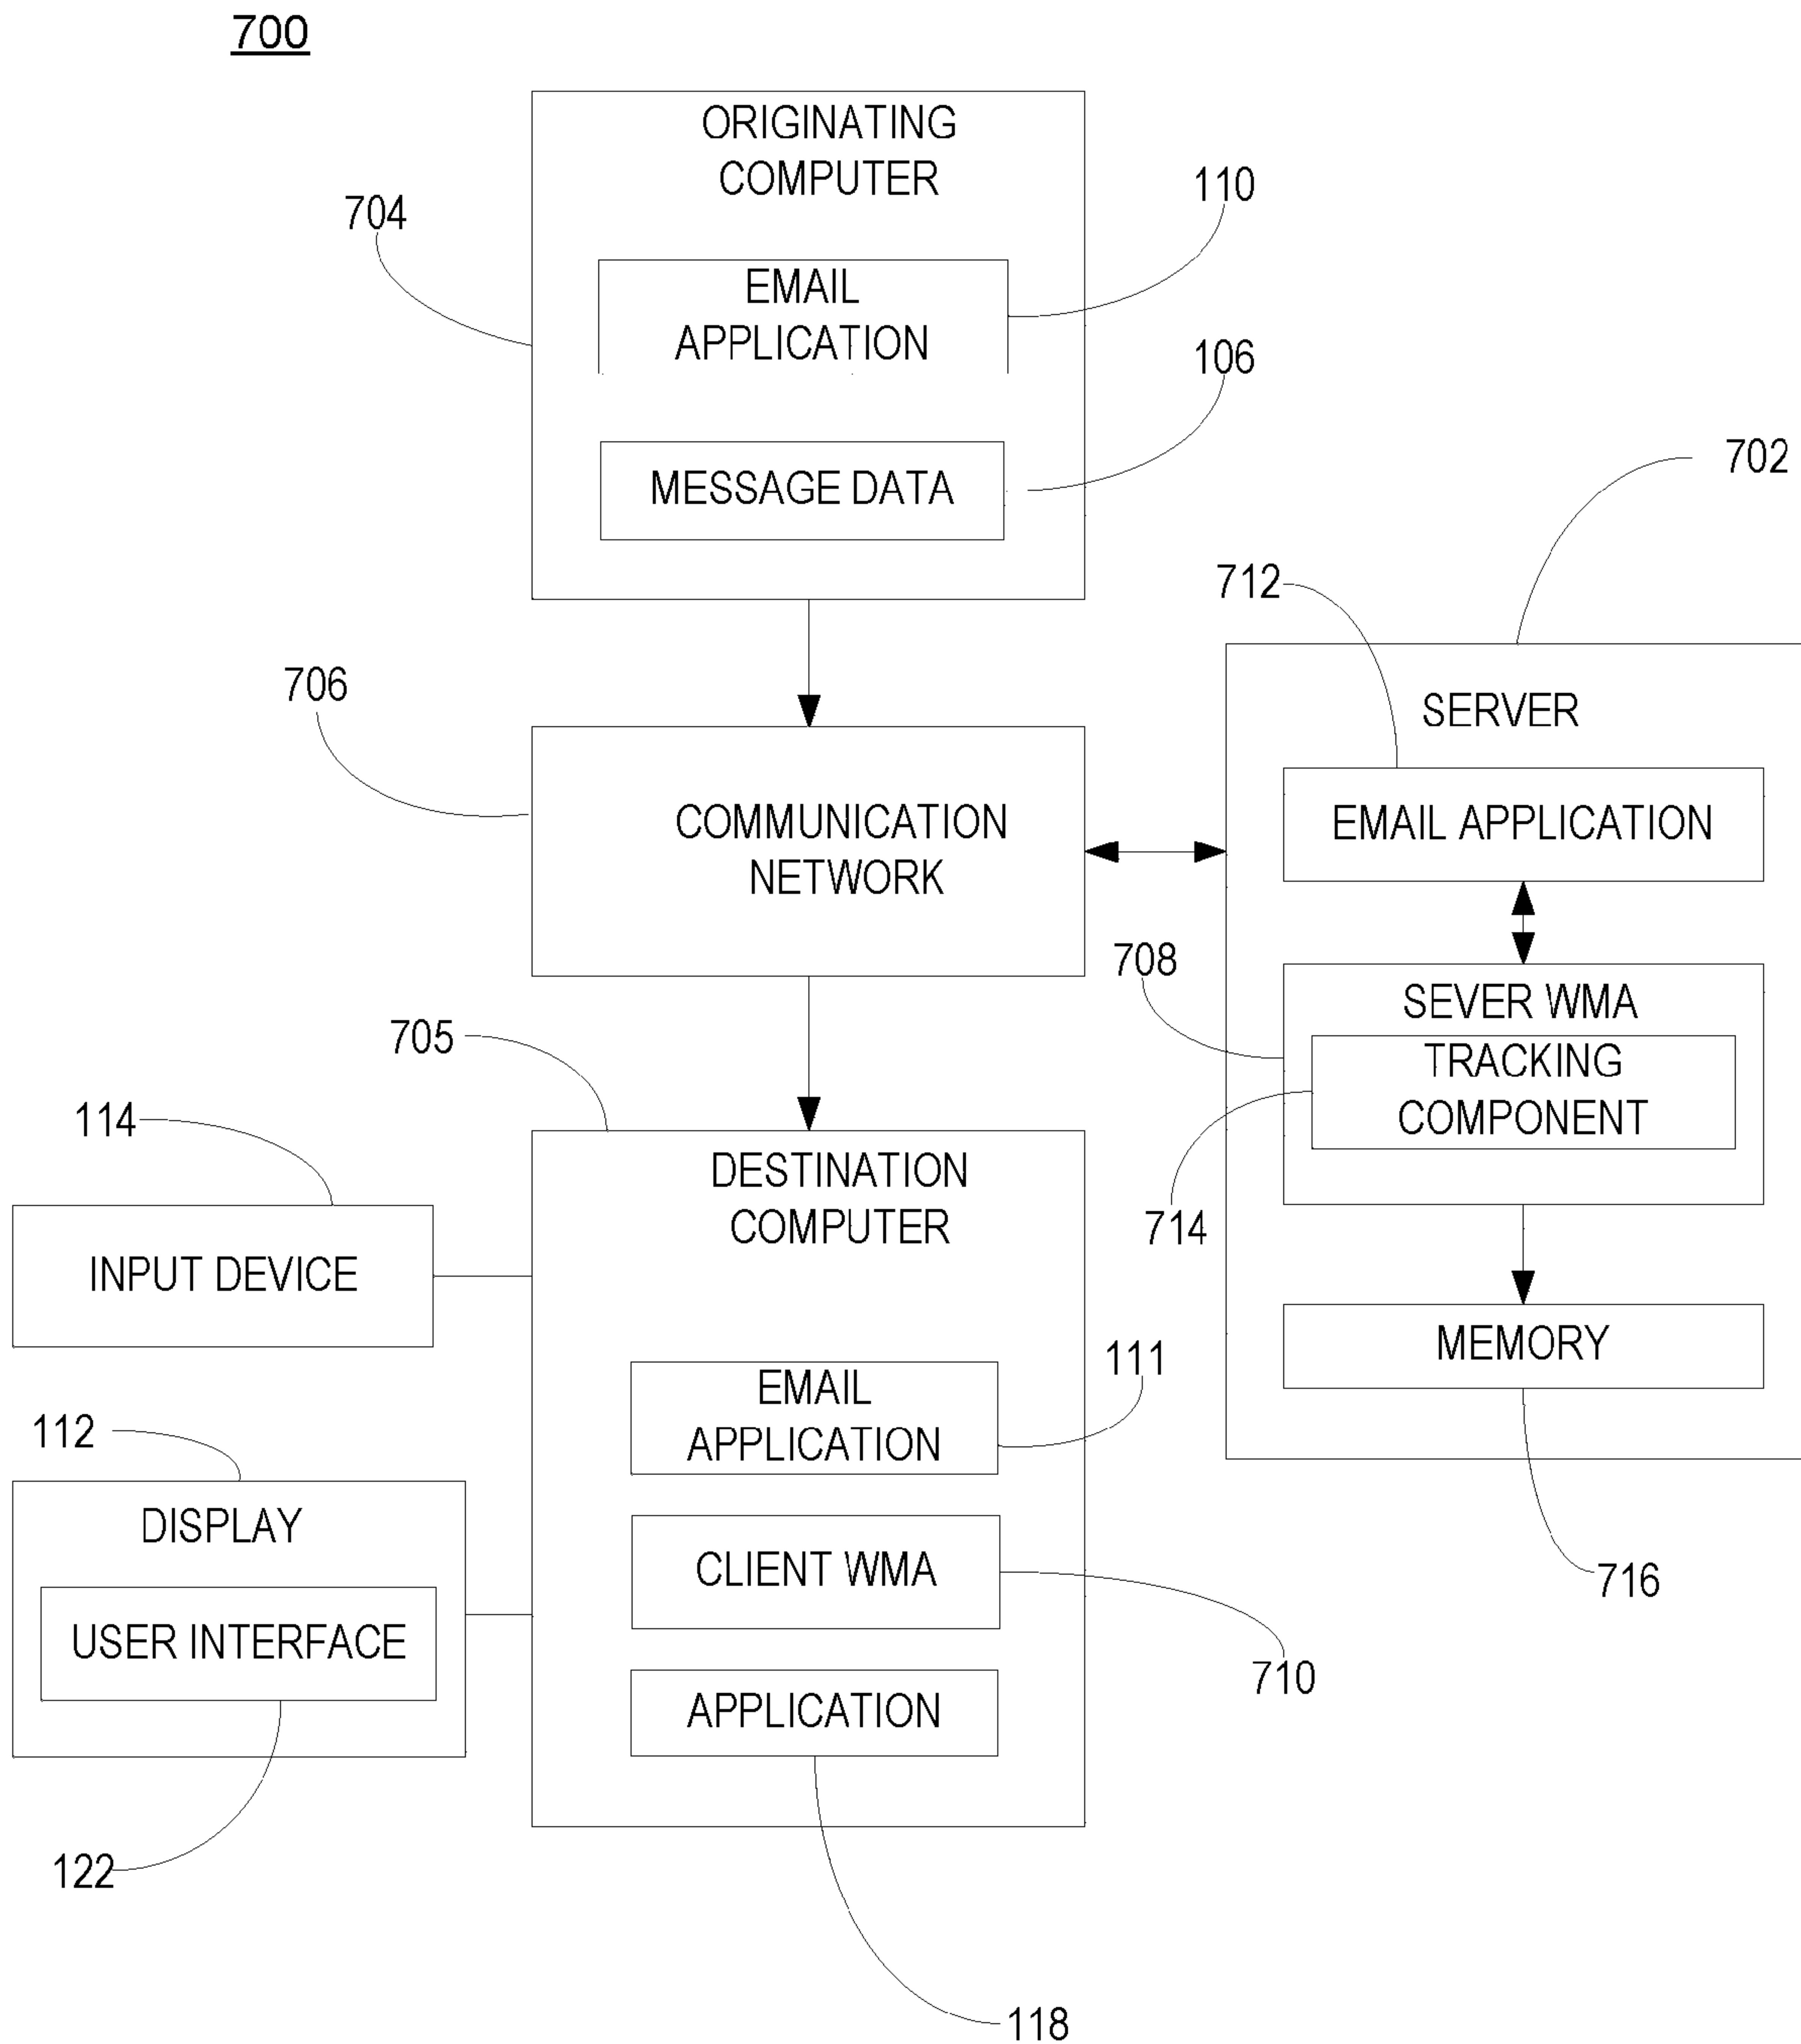 700
ORIGINATING
COMPUTER
704
110
EMAIL
APPLICATION
106
MESSAGE DATA
702
712
706
SERVER
COMMUNICATION
NETWORK
EMAIL APPLICATION
708
SEVER WMA
TRACKING
COMPONENT
714
705
114
DESTINATION
COMPUTER
INPUT DEVICE
MEMORY
111
EMAIL
APPLICATION
112
DISPLAY
CLIENT WMA
716
USER INTERFACE
710
APPLICATION
122
118